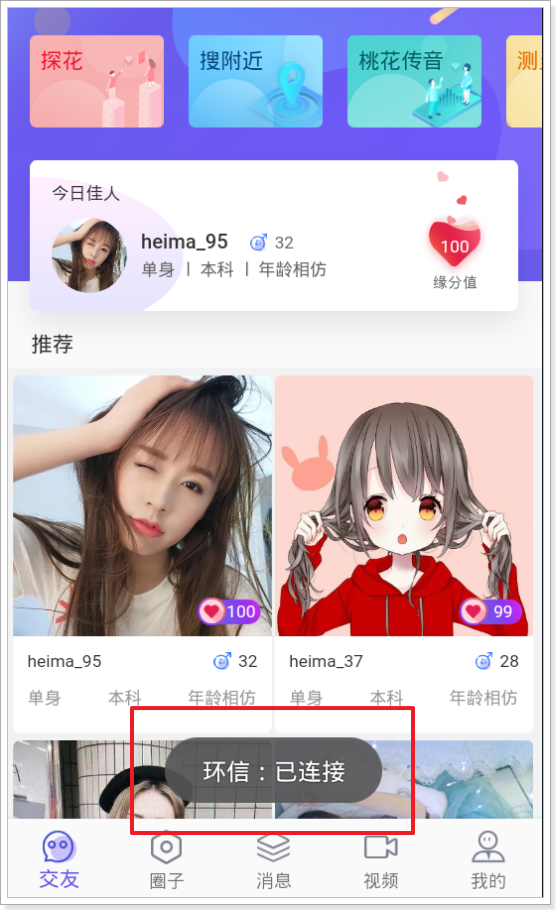 探花
搜附近
桃花传音
今日佳人
heima_95 32
单身 | 本科 | 年龄相仿
100
缘分值
推荐
100
99
heima_95 32
heima_37 28
单身 本科 年龄相仿
单身 本科 年龄相仿
环信：已连接
交友
圈子
消息
视频
我的